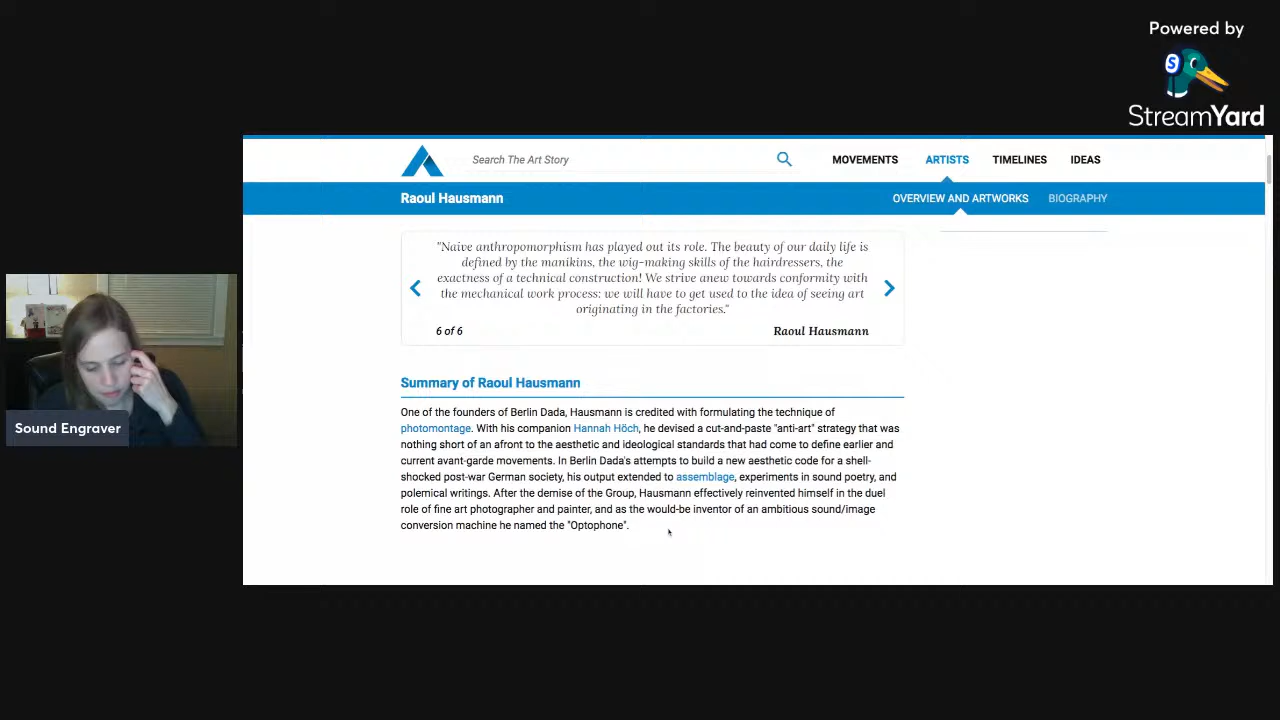 Powered by
StreamYard
Search The Art Story
MOVEMENTS
ARTISTS
TIMELINES
IDEAS
Raoul Hausmann
OVERVIEW AND ARTWORKS
BIOGRAPHY
"Naive anthropomorphism has played out its role. The beauty of our daily life is
defined by the manikins, the wig-making skills of the hairdressers, the
exactness of a technical construction! We strive anew towards conformity with
the mechanical work process: we will have to get used to the idea of seeing art
originating in the factories."
6 of 6
Raoul Hausmann
Summary of Raoul Hausmann
One of the founders of Berlin Dada, Hausmann is credited with formulating the technique of
photomontage. With his companion Hannah Höch, he devised a cut-and-paste "anti-art" strategy that was
nothing short of an afront to the aesthetic and ideological standards that had come to define earlier and
current avant-garde movements. In Berlin Dada's attempts to build a new aesthetic code for a shell-
shocked post-war German society, his output extended to assemblage, experiments in sound poetry, and
polemical writings. After the demise of the Group, Hausmann effectively reinvented himself in the duel
role of fine art photographer and painter, and as the would-be inventor of an ambitious sound/image
conversion machine he named the "Optophone".
Sound Engraver